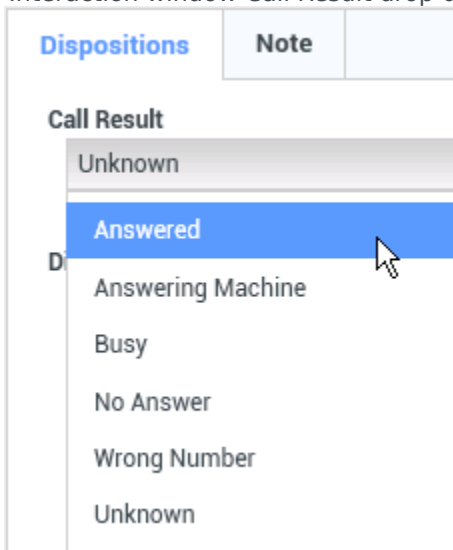 Dispositions Note
Call Result
Unknown
Answered
Answering Machine
Busy
No Answer
Wrong Number
Unknown